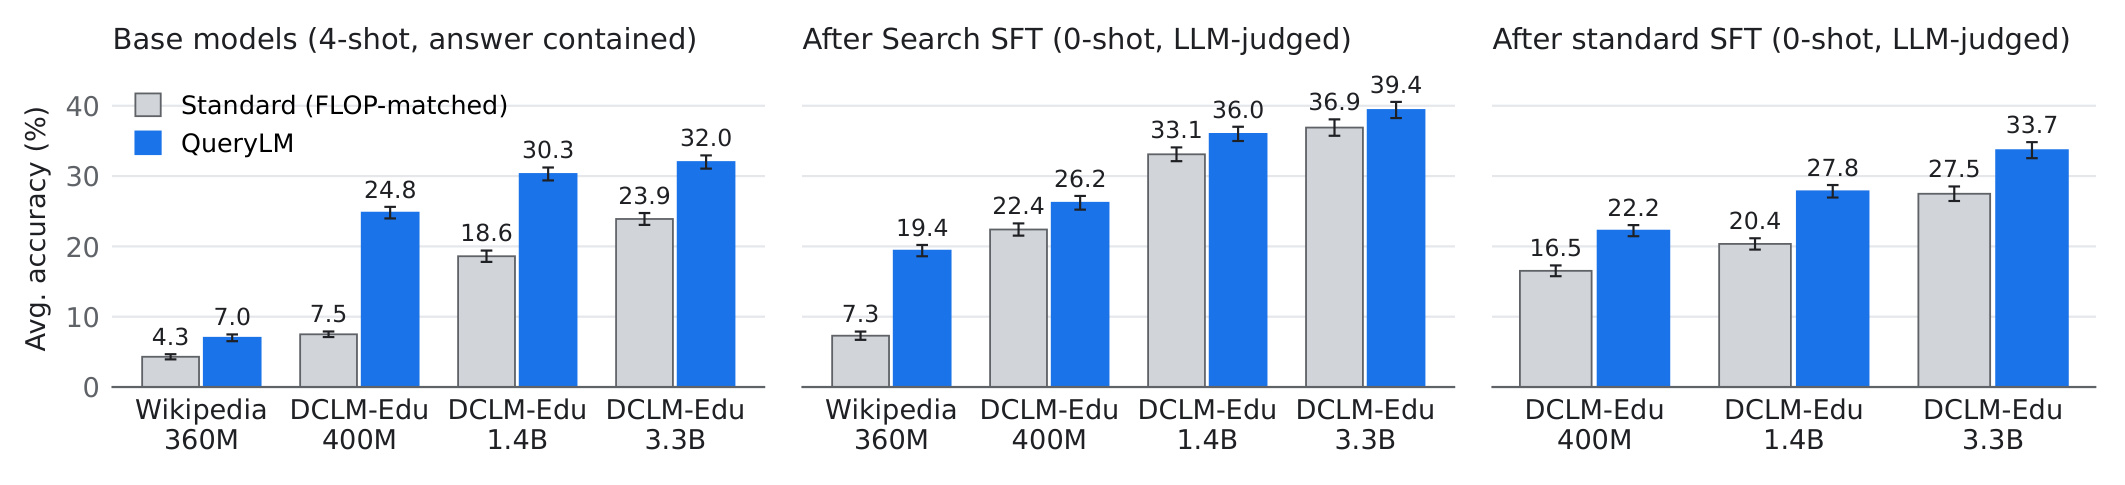 Base models (4-shot, answer contained)
Avg. accuracy (%)
40
30
20
10
0
Standard (FLOP-matched)
QueryLM
4.3
7.0
7.5
24.8
18.6
30.3
23.9
32.0
Wikipedia
360M
DCLM-Edu
400M
DCLM-Edu
1.4B
DCLM-Edu
3.3B
After Search SFT (0-shot, LLM-judged)
7.3
19.4
22.4
26.2
33.1
36.0
36.9
39.4
Wikipedia
360M
DCLM-Edu
400M
DCLM-Edu
1.4B
DCLM-Edu
3.3B
After standard SFT (0-shot, LLM-judged)
16.5
22.2
20.4
27.8
27.5
33.7
DCLM-Edu
400M
DCLM-Edu
1.4B
DCLM-Edu
3.3B